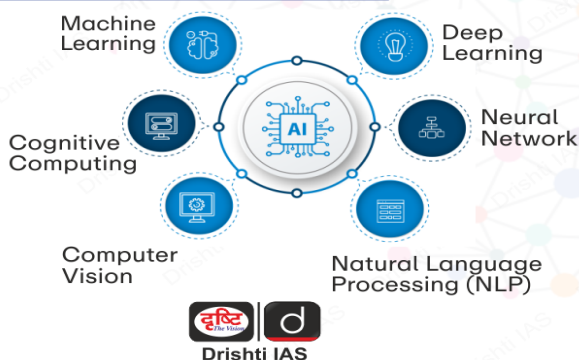 Machine
Learning
Deep
Learning
AI
Cognitive
Computing
Neural
Network
Computer
Vision
Natural Language
Processing (NLP)
दृष्टि
The Vision
d
Drishti IAS